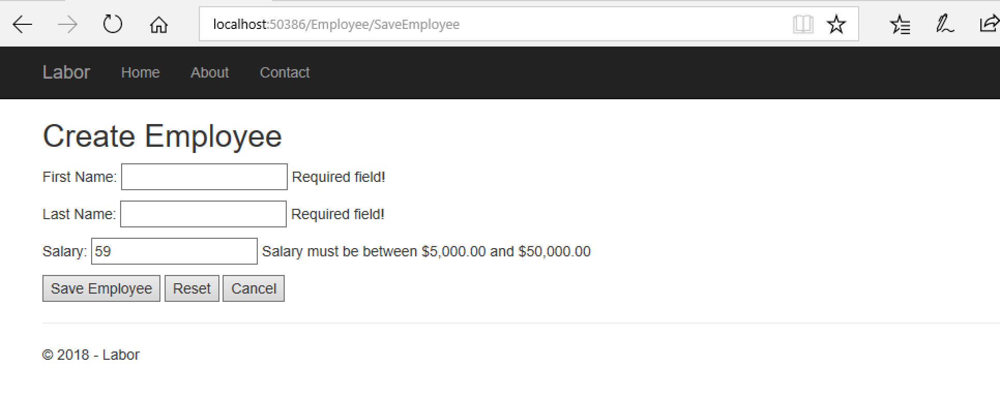 localhost:50386/Employee/SaveEmployee
Labor Home About Contact
Create Employee
First Name: Required field!
Last Name: Required field!
Salary: 59 Salary must be between $5,000.00 and $50,000.00
Save Employee Reset Cancel
© 2018 - Labor